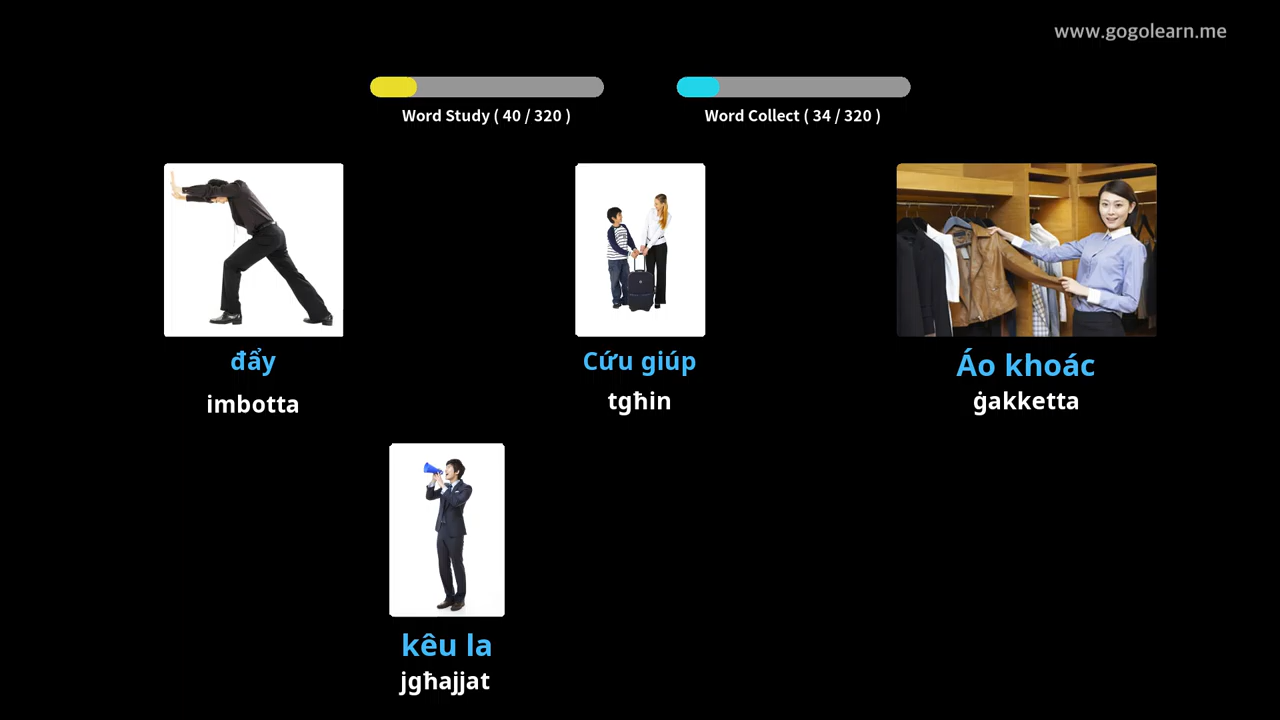 www.gogolearn.me
Word Study ( 40 / 320 )
Word Collect ( 34 / 320 )
đẩy
imbotta
Cứu giúp
tgħin
Áo khoác
ġakketta
kêu la
jgħajjat